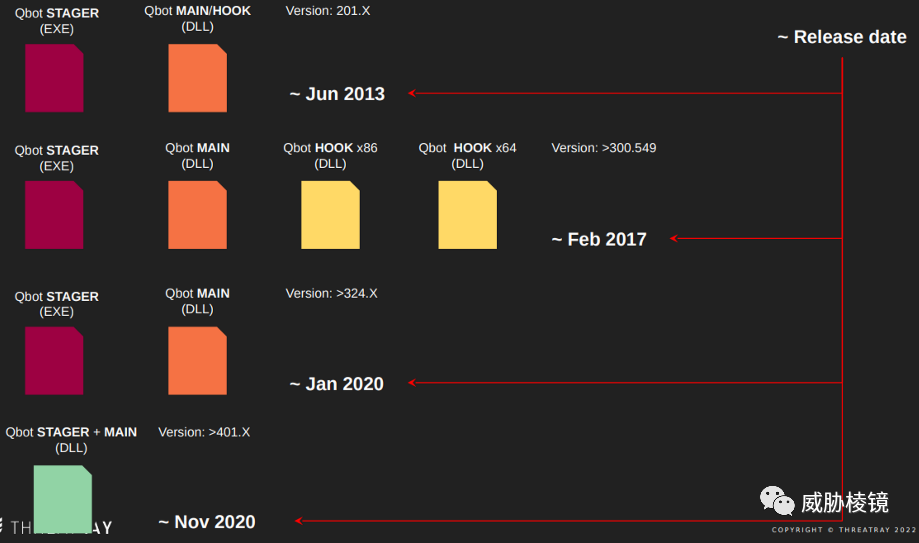 Qbot STAGER
(EXE)
Qbot MAIN/HOOK
(DLL)
Version: 201.X
~ Release date
~ Jun 2013
Qbot STAGER
(EXE)
Qbot MAIN
(DLL)
Qbot HOOK x86
(DLL)
Qbot HOOK x64
(DLL)
Version: >300.549
~ Feb 2017
Qbot STAGER
(EXE)
Qbot MAIN
(DLL)
Version: >324.X
~ Jan 2020
Qbot STAGER + MAIN
(DLL)
Version: >401.X
~ Nov 2020
威胁棱镜
COPYRIGHT © THREATRAY 2022